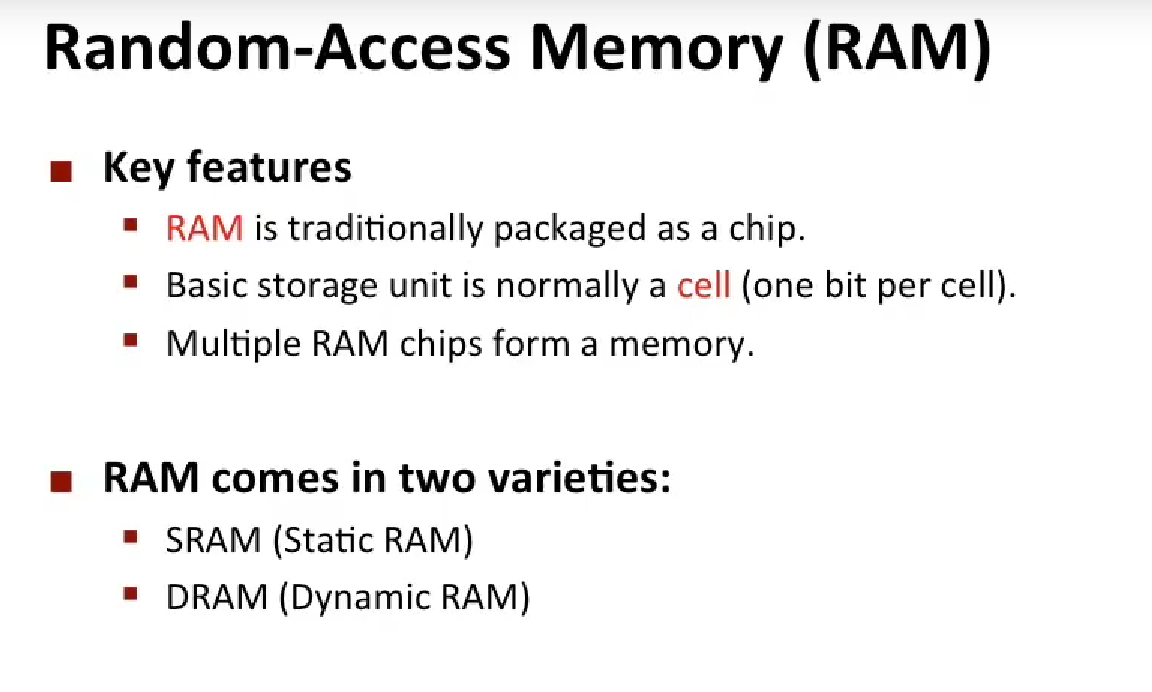 Random-Access Memory (RAM)
Key features
RAM is traditionally packaged as a chip.
Basic storage unit is normally a cell (one bit per cell).
Multiple RAM chips form a memory.
RAM comes in two varieties:
SRAM (Static RAM)
DRAM (Dynamic RAM)